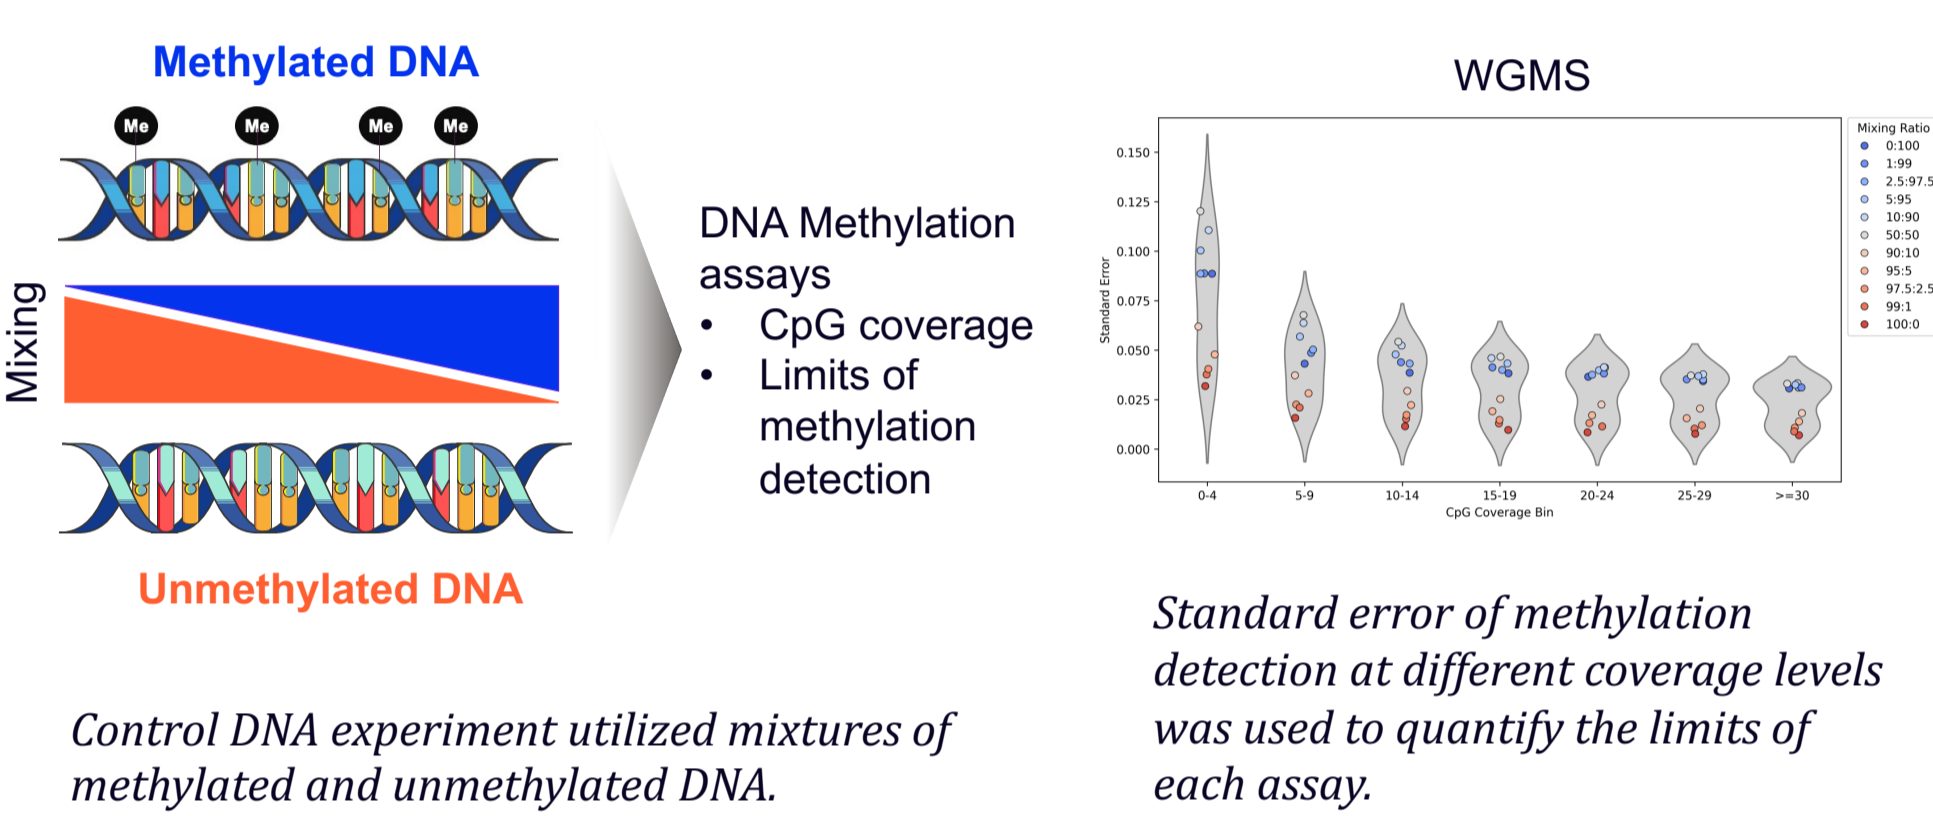 Methylated DNA
Me Me Me Me
Mixing
Unmethylated DNA
DNA Methylation
assays
• CpG coverage
• Limits of
methylation
detection
Control DNA experiment utilized mixtures of
methylated and unmethylated DNA.
WGMS
Standard Error
0.150
0.125
0.100
0.075
0.050
0.025
0.000
0-4 5-9 10-14 15-19 20-24 25-29 >=30
CpG Coverage Bin
Mixing Ratio
0:100
1:99
2.5:97.5
5:95
10:90
50:50
90:10
95:5
97.5:2.5
99:1
100:0
Standard error of methylation
detection at different coverage levels
was used to quantify the limits of
each assay.